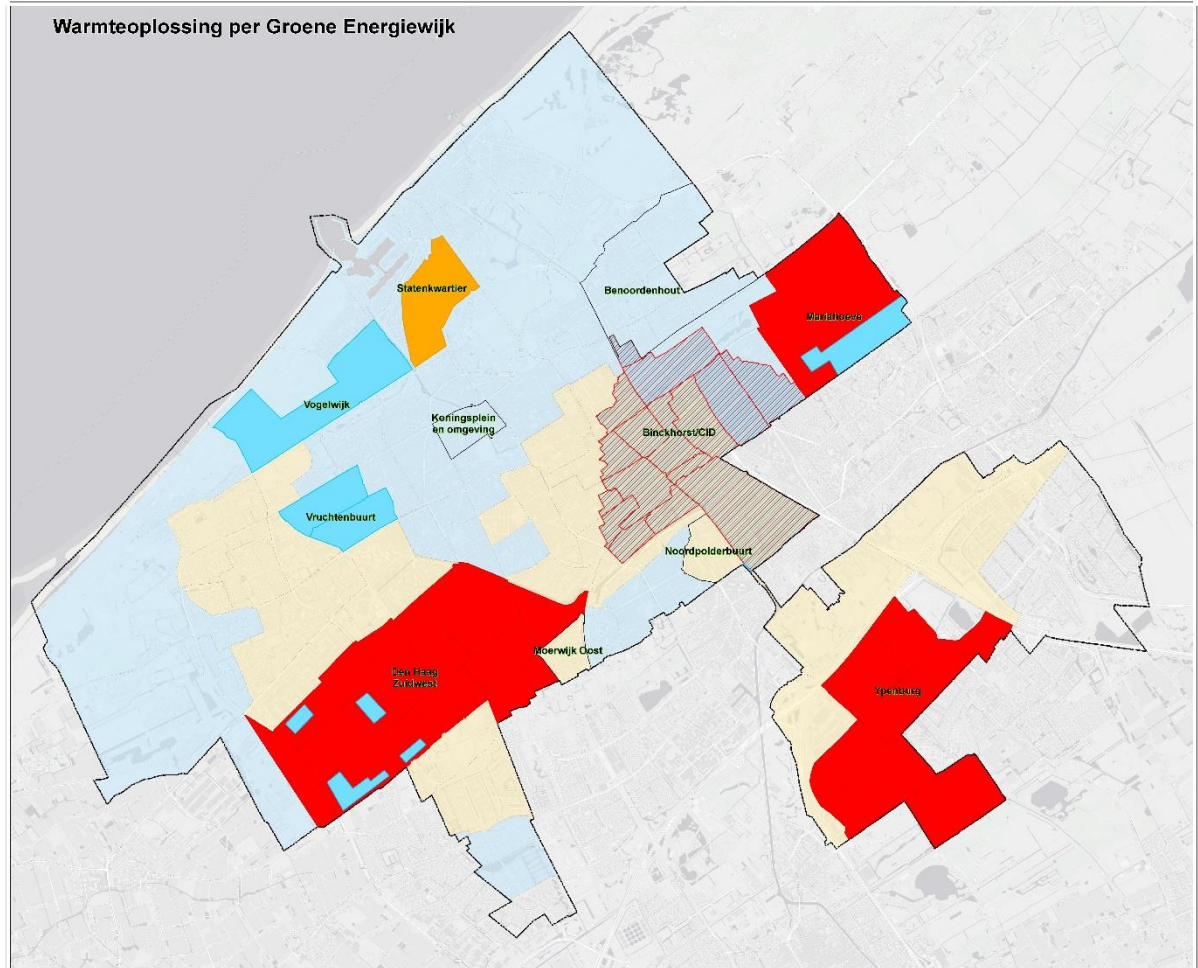 Warmteoplossing per Groene Energiewijk
Benoordenhout
Statenkwartier
Mariahoeve
Vogelwijk
Koningsplein
en omgeving
Binckhorst/CID
Vruchtenbuurt
Noordpolderbuurt
Moerwijk Oost
Den Haag
Zuidwest
Ypenburg